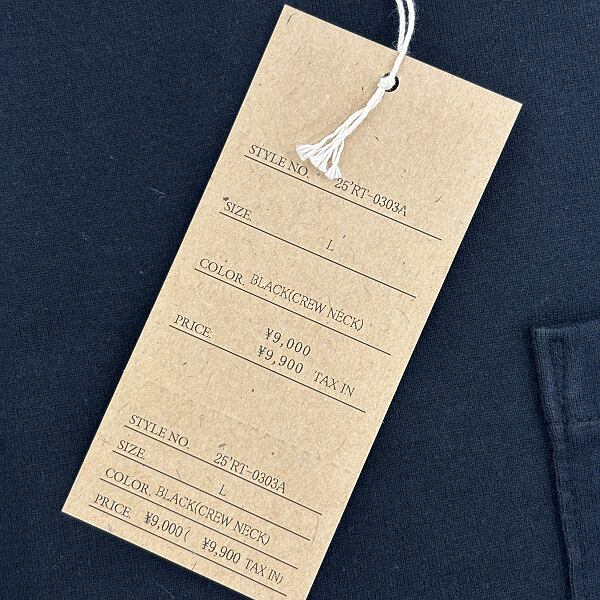 STYLE NO. 25'RT-0303A
SIZE. L
COLOR. BLACK(CREW NECK)
PRICE. ¥9,000
¥9,900 TAX IN
STYLE NO. 25'RT-0303A
SIZE. L
COLOR. BLACK(CREW NECK)
PRICE. ¥9,000( ¥9,900 TAX IN)